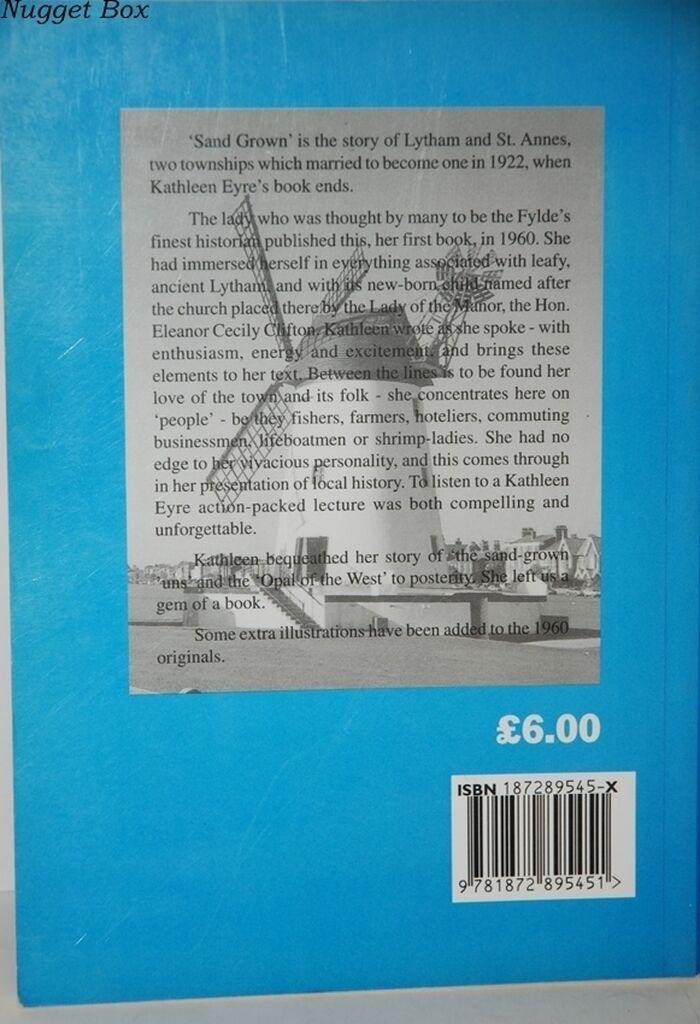 Nugget Box
'Sand Grown' is the story of Lytham and St. Annes,
two townships which married to become one in 1922, when
Kathleen Eyre's book ends.
The lady who was thought by many to be the Fylde's
finest historian published this, her first book, in 1960. She
had immersed herself in everything associated with leafy,
ancient Lytham, and with its new-born child named after
the church placed there by the Lady of the Manor, the Hon.
Eleanor Cecily Clifton. Kathleen wrote as she spoke - with
enthusiasm, energy and excitement, and brings these
elements to her text. Between the lines is to be found her
love of the town and its folk - she concentrates here on
'people' - be they fishers, farmers, hoteliers, commuting
businessmen, lifeboatmen or shrimp-ladies. She had no
edge to her vivacious personality, and this comes through
in her presentation of local history. To listen to a Kathleen
Eyre action-packed lecture was both compelling and
unforgettable.
Kathleen bequeathed her story of 'the sand-grown
'uns' and the 'Opal of the West' to posterity. She left us a
gem of a book.
Some extra illustrations have been added to the 1960
originals.
£6.00
ISBN 187289545-X
9 781872 895451 >